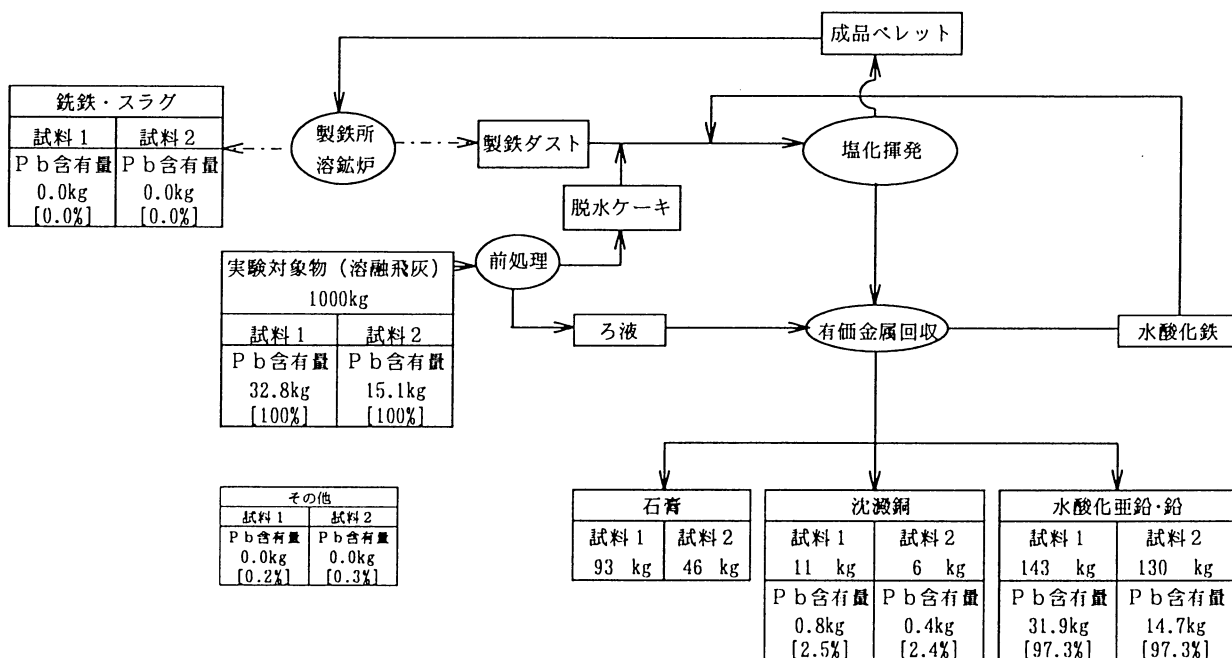 成品ペレット
銑鉄・スラグ
試料1 試料2
Pb含有量 Pb含有量
0.0kg 0.0kg
[0.0%] [0.0%]
製鉄所
溶鉱炉
製鉄ダスト
塩化揮発
脱水ケーキ
前処理
実験対象物(溶融飛灰)
1000kg
試料1 試料2
Pb含有量 Pb含有量
32.8kg 15.1kg
[100%] [100%]
ろ液
有価金属回収
水酸化鉄
その他
試料1 試料2
Pb含有量 Pb含有量
0.0kg 0.0kg
[0.2%] [0.3%]
石膏
試料1 試料2
93 kg 46 kg
沈澱銅
試料1 試料2
11 kg 6 kg
Pb含有量 Pb含有量
0.8kg 0.4kg
[2.5%] [2.4%]
水酸化亜鉛・鉛
試料1 試料2
143 kg 130 kg
Pb含有量 Pb含有量
31.9kg 14.7kg
[97.3%] [97.3%]